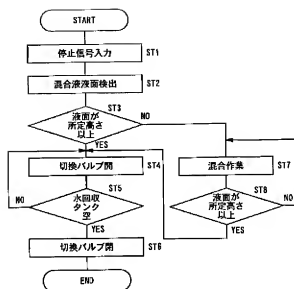 START
停止信号入力 ST1
混合液液面検出 ST2
ST3
液面が
所定高さ
以上
NO
YES
切換バルブ開 ST4
混合作業 ST7
ST5
水回収
タンク
空
NO
YES
ST8
液面が
所定高さ
以上
NO
YES
切換バルブ閉 ST6
END